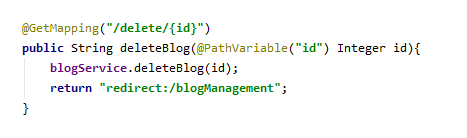 @GetMapping("/delete/{id}")
public String deleteBlog(@PathVariable("id") Integer id){
    blogService.deleteBlog(id);
    return "redirect:/blogManagement";
}